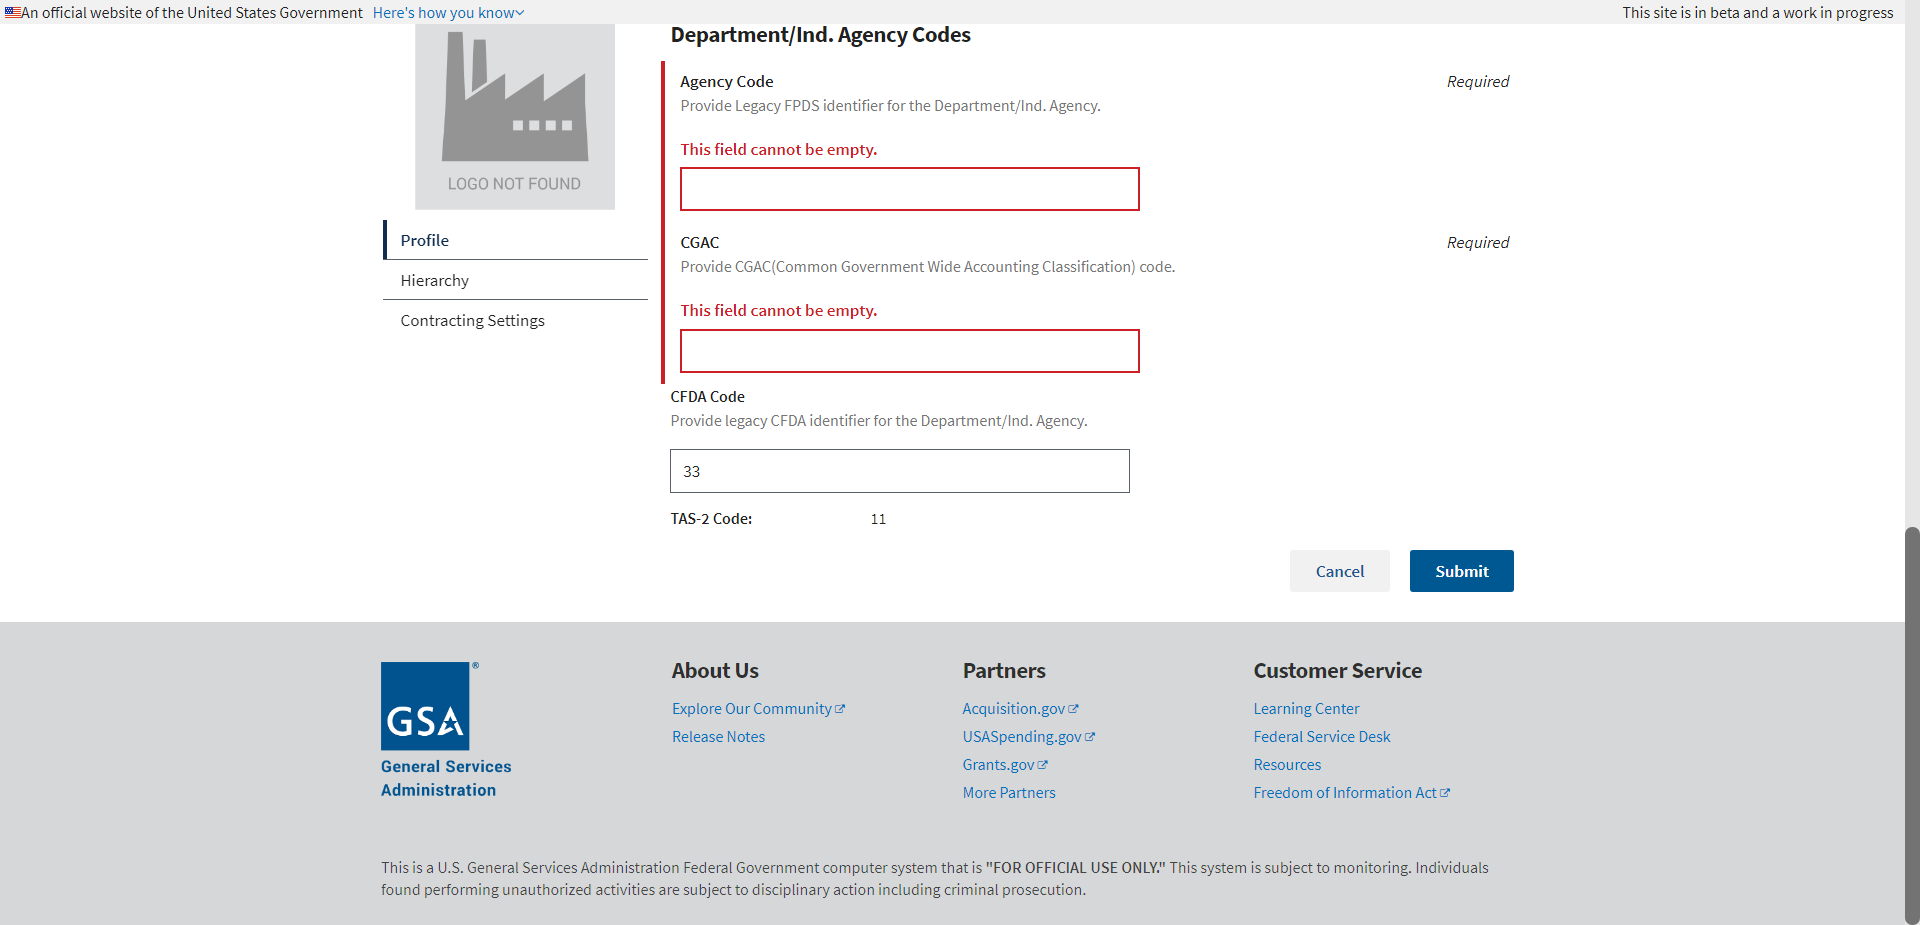 An official website of the United States Government Here's how you know
This site is in beta and a work in progress
LOGO NOT FOUND
Profile
Hierarchy
Contracting Settings
Department/Ind. Agency Codes
Agency Code
Required
Provide Legacy FPDS identifier for the Department/Ind. Agency.
This field cannot be empty.
CGAC
Required
Provide CGAC(Common Government Wide Accounting Classification) code.
This field cannot be empty.
CFDA Code
Provide legacy CFDA identifier for the Department/Ind. Agency.
33
TAS-2 Code: 11
Cancel
Submit
GSA®
General Services
Administration
About Us
Explore Our Community
Release Notes
Partners
Acquisition.gov
USASpending.gov
Grants.gov
More Partners
Customer Service
Learning Center
Federal Service Desk
Resources
Freedom of Information Act
This is a U.S. General Services Administration Federal Government computer system that is "FOR OFFICIAL USE ONLY." This system is subject to monitoring. Individuals
found performing unauthorized activities are subject to disciplinary action including criminal prosecution.